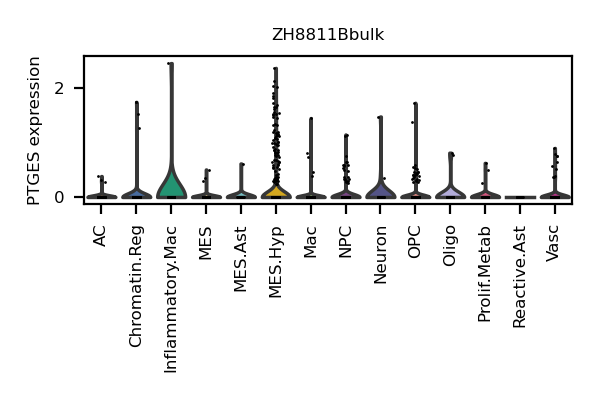 ZH8811Bbulk
PTGES expression
2
0
AC
Chromatin.Reg
Inflammatory.Mac
MES
MES.Ast
MES.Hyp
Mac
NPC
Neuron
OPC
Oligo
Prolif.Metab
Reactive.Ast
Vasc